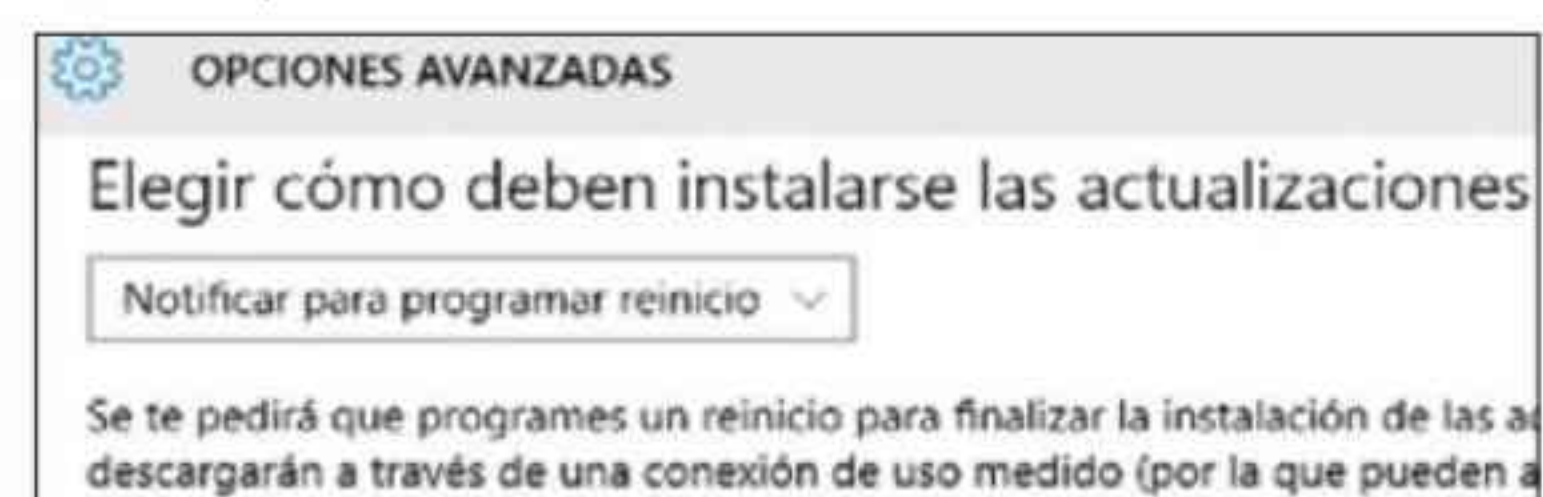 OPCIONES AVANZADAS
Elegir cómo deben instalarse las actualizaciones
Notificar para programar reinicio
Se te pedirá que programes un reinicio para finalizar la instalación de las
descargarán a través de una conexión de uso medido (por la que pueden